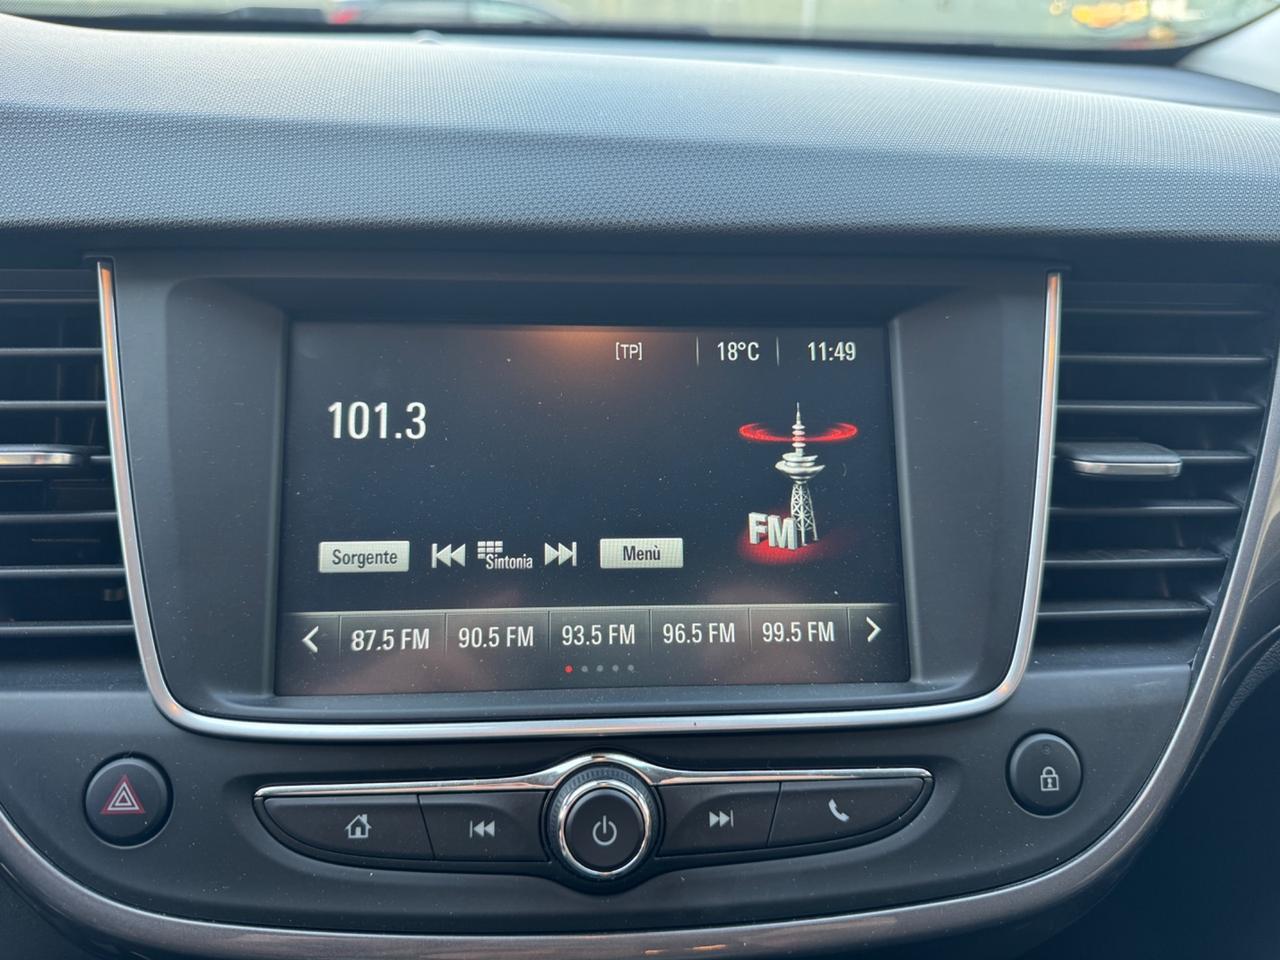 [TP] 18°C 11:49
101.3
FM
Sorgente Sintonia Menù
87.5 FM 90.5 FM 93.5 FM 96.5 FM 99.5 FM